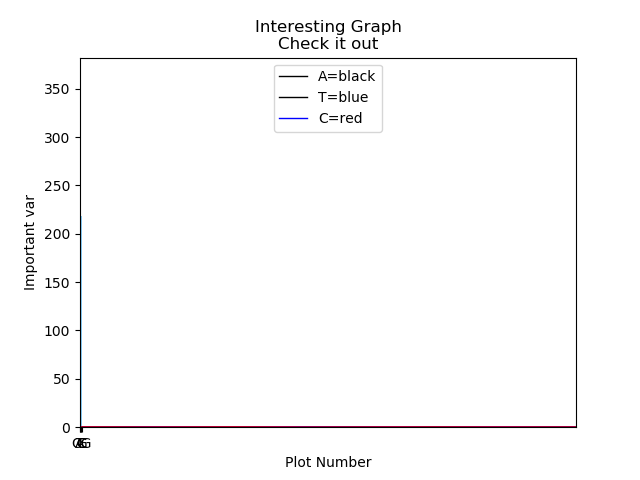 Interesting Graph
Check it out
A=black
T=blue
C=red
350
300
250
200
150
100
50
0
Important var
Plot Number